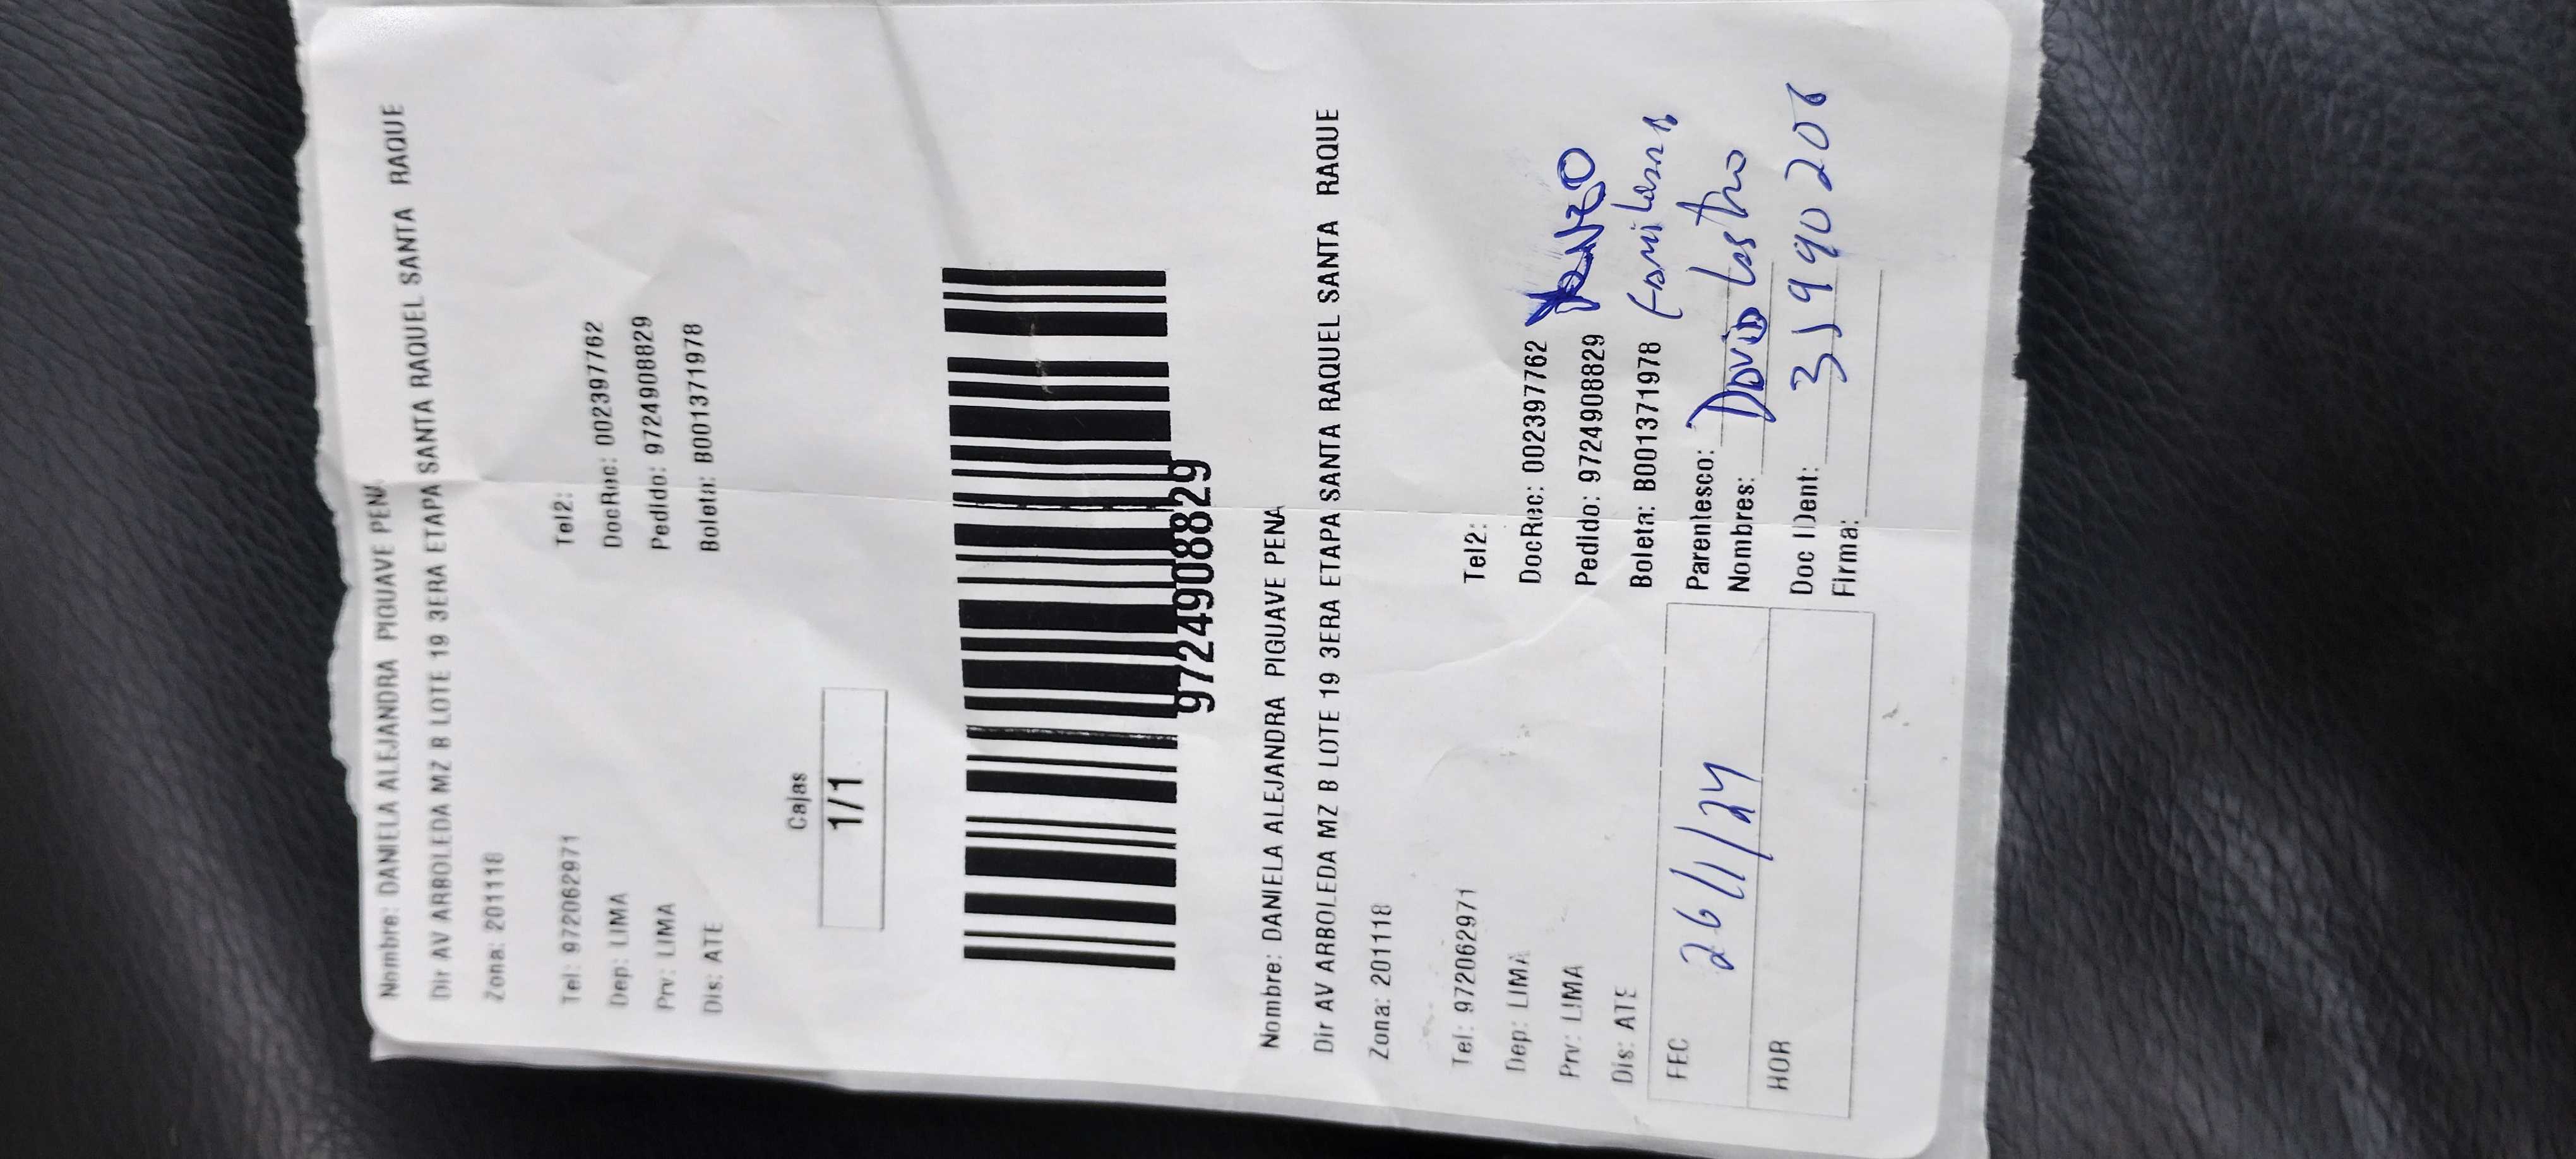 Nombre: DANIELA ALEJANDRA PIGUAVE PENA
Dir AV ARBOLEDA MZ B LOTE 19 3ERA ETAPA SANTA RAQUEL SANTA RAQUE
Zona: 201118
Tel: 972062971 Tel2:
Dep: LIMA DocRec: 002397762
Prv: LIMA Pedido: 9724908829
Dis: ATE Boleta: B001371978
Cajas
1/1
9724908829
Nombre: DANIELA ALEJANDRA PIGUAVE PENA
Dir AV ARBOLEDA MZ B LOTE 19 3ERA ETAPA SANTA RAQUEL SANTA RAQUE
Zona: 201118
Tel: 972062971 Tel2:
Dep: LIMA DocRec: 002397762
Prv: LIMA Pedido: 9724908829
Dis: ATE Boleta: B001371978
FEC 26/1/24 Parentesco:
Nombres: David Castro
HOR Doc IDent:
Firma: